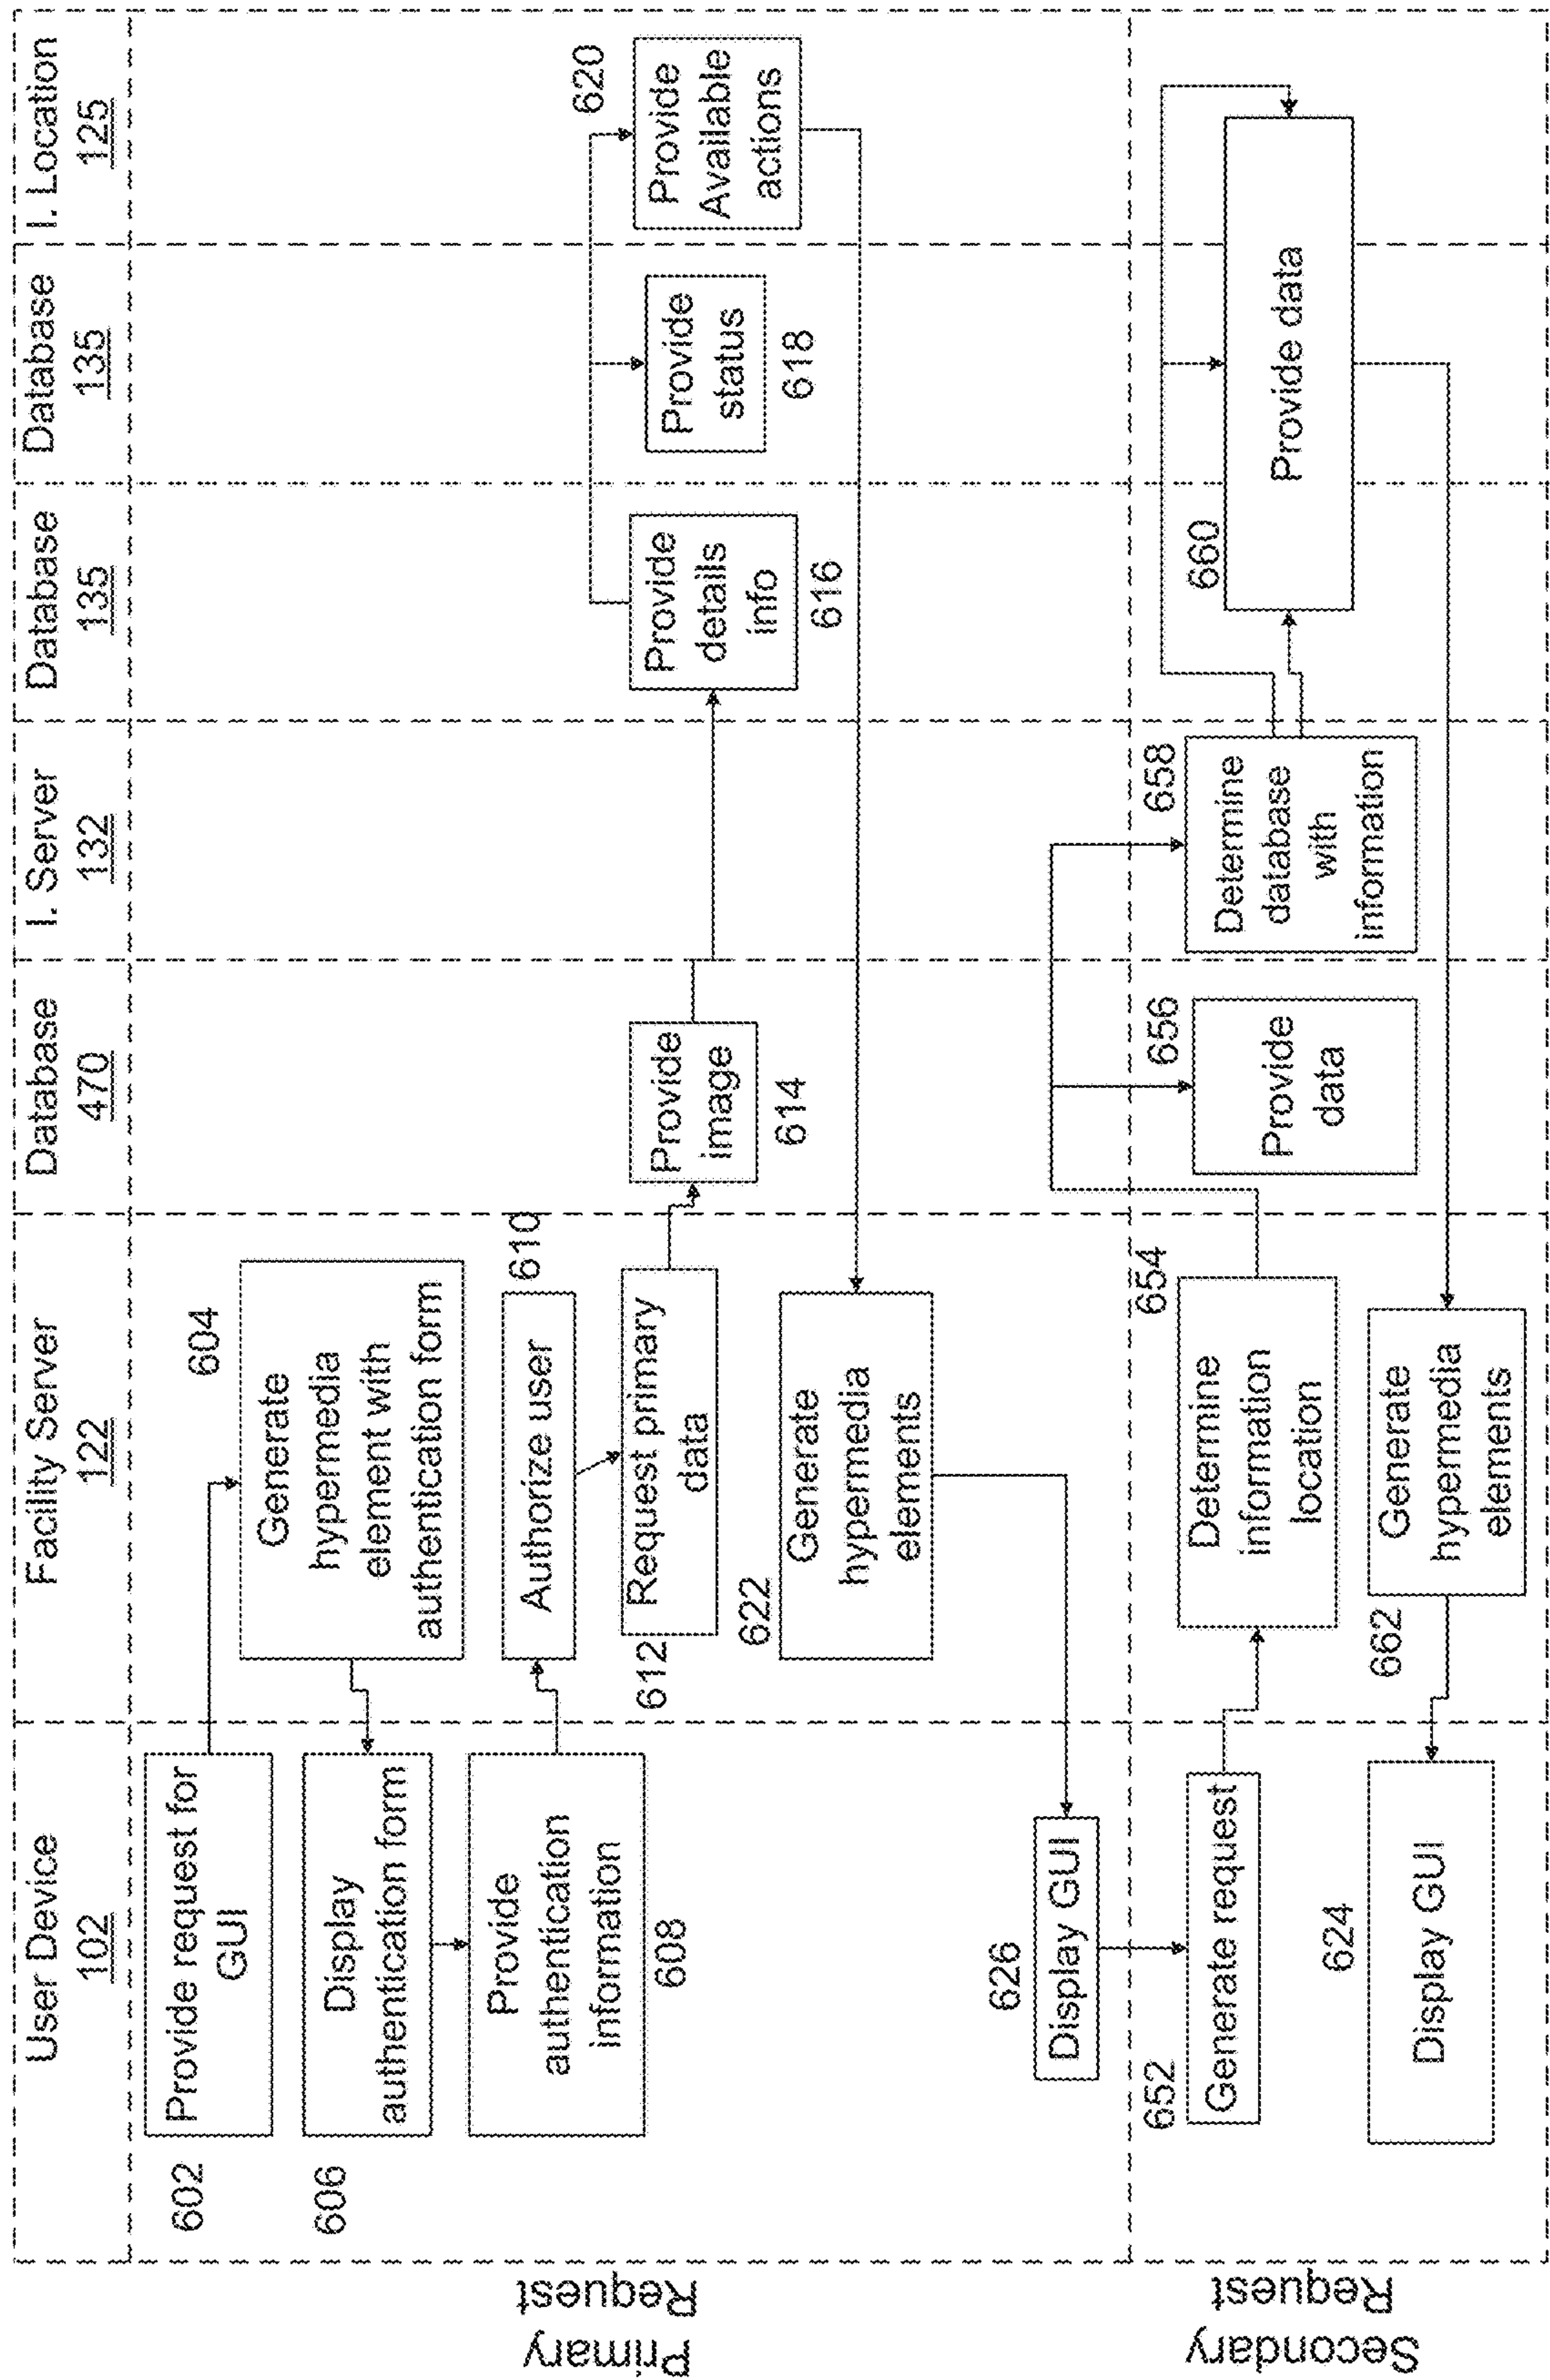 User Device
102
Facility Server
122
Database
470
I. Server
132
Database
135
Database
135
I. Location
125
Primary
Request
602
Provide request for
GUI
604
Generate
hypermedia
element with
authentication form
606
Display
authentication form
Provide
authentication
information
608
Authorize user
610
612
Request primary
data
Provide
image
614
Provide
details
info
616
Provide
status
618
620
Provide
Available
actions
622
Generate
hypermedia
elements
626
Display GUI
Secondary
Request
652
Generate request
654
Determine
information
location
656
Provide
data
658
Determine
database
with
information
660
Provide data
662
Generate
hypermedia
elements
624
Display GUI